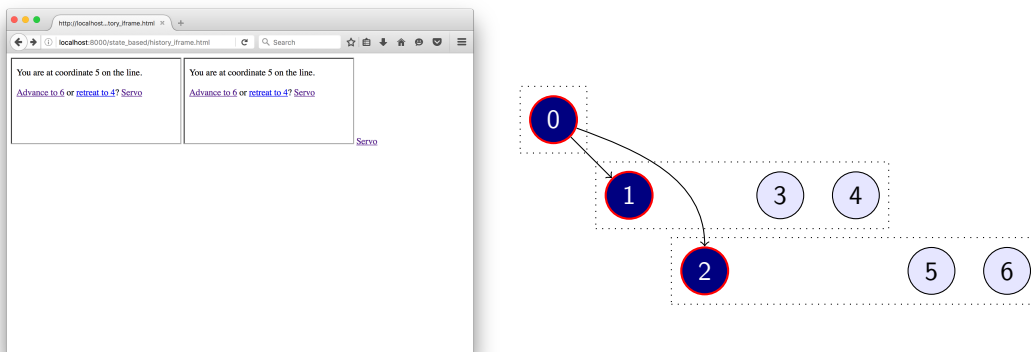 http://localhost...tory_iframe.html × +
localhost:8000/state_based/history_iframe.html
Search
You are at coordinate 5 on the line.
Advance to 6 or retreat to 4? Servo
You are at coordinate 5 on the line.
Advance to 6 or retreat to 4? Servo
Servo
0
1 3 4
2 5 6